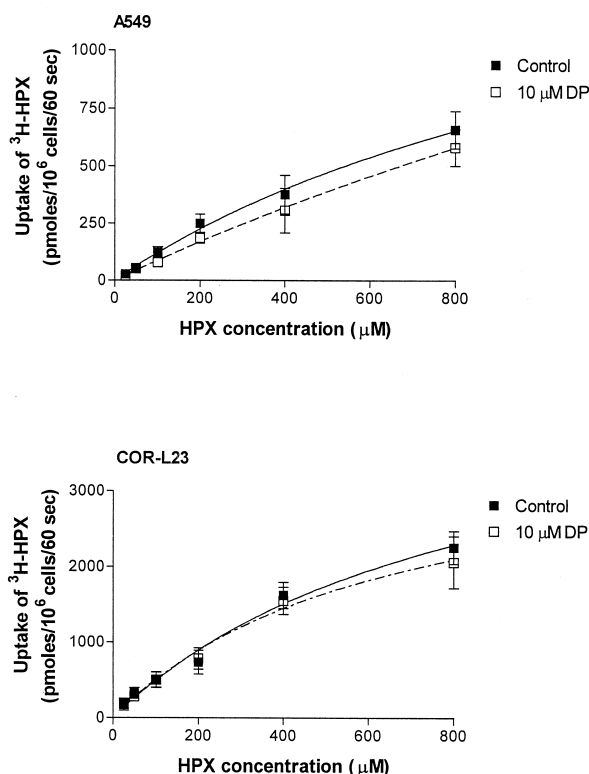 A549
Uptake of ³H-HPX
(pmoles/10⁶ cells/60 sec)
1000
750
500
250
0
0
200
400
600
800
HPX concentration (μM)
Control
10 μM DP
COR-L23
Uptake of ³H-HPX
(pmoles/10⁶ cells/60 sec)
3000
2000
1000
0
0
200
400
600
800
HPX concentration (μM)
Control
10 μM DP